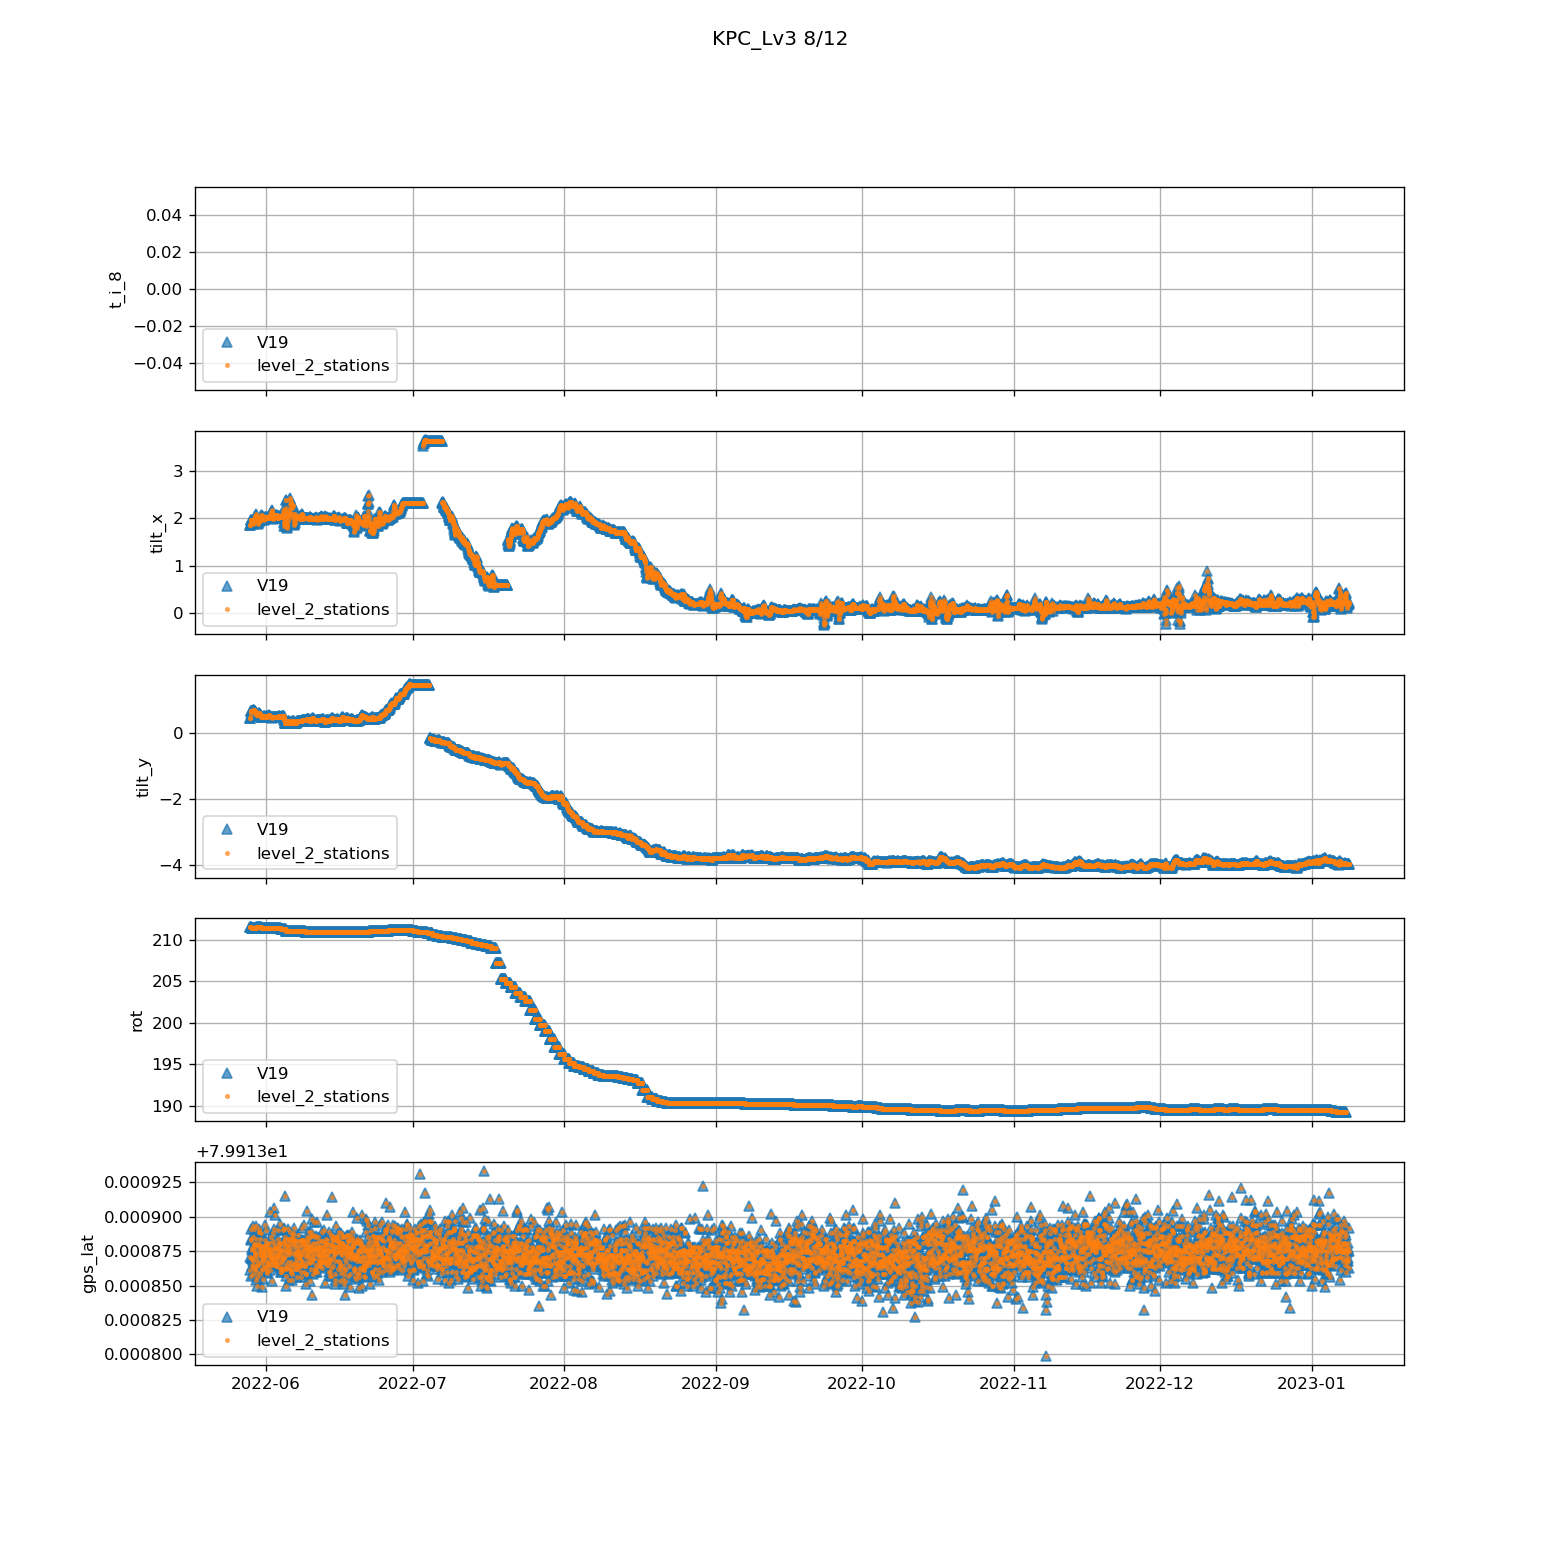 KPC_Lv3 8/12
0.04
0.02
0.00
−0.02
−0.04
t_i_8
V19
level_2_stations
3
2
1
0
tilt_x
V19
level_2_stations
0
−2
−4
tilt_y
V19
level_2_stations
210
205
200
195
190
rot
V19
level_2_stations
+7.9913e1
0.000925
0.000900
0.000875
0.000850
0.000825
0.000800
gps_lat
V19
level_2_stations
2022-06 2022-07 2022-08 2022-09 2022-10 2022-11 2022-12 2023-01